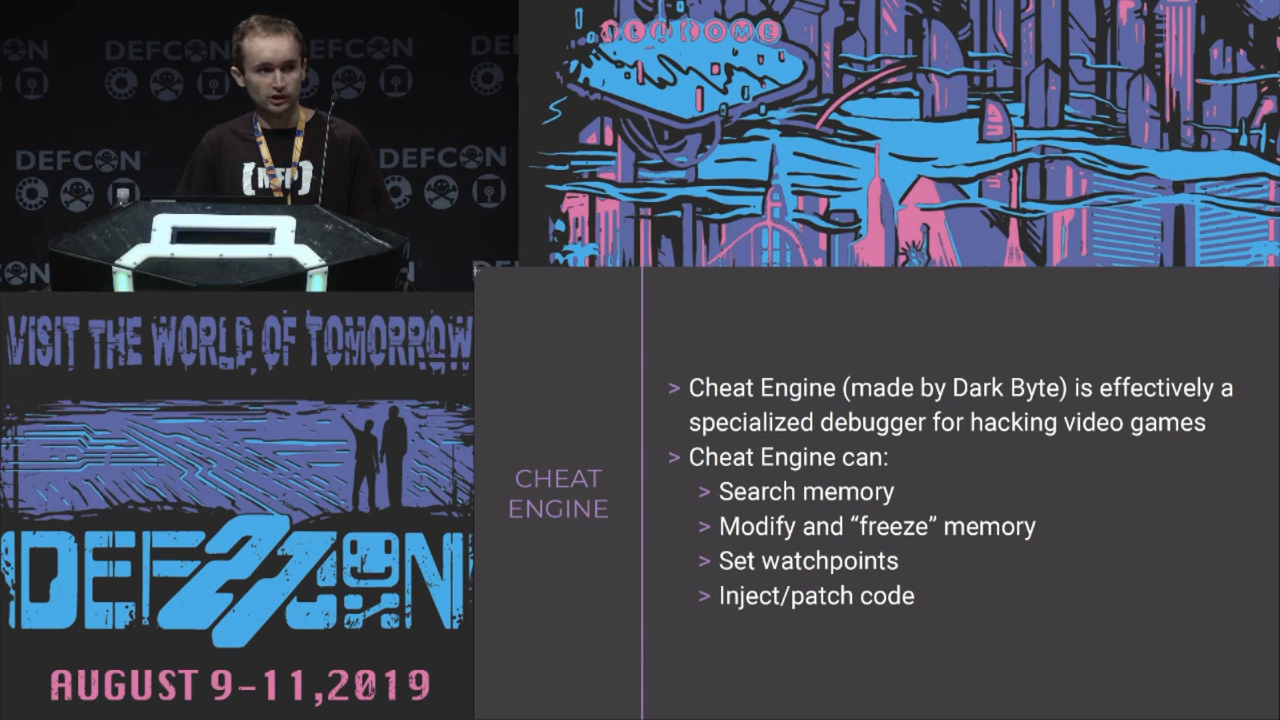 DEFCON
DEFCON
DEFCON
DEFCON
WELCOME
VISIT THE WORLD OF TOMORROW
DEF 27 CON
AUGUST 9-11,2019
CHEAT
ENGINE
> Cheat Engine (made by Dark Byte) is effectively a
specialized debugger for hacking video games
> Cheat Engine can:
> Search memory
> Modify and “freeze” memory
> Set watchpoints
> Inject/patch code